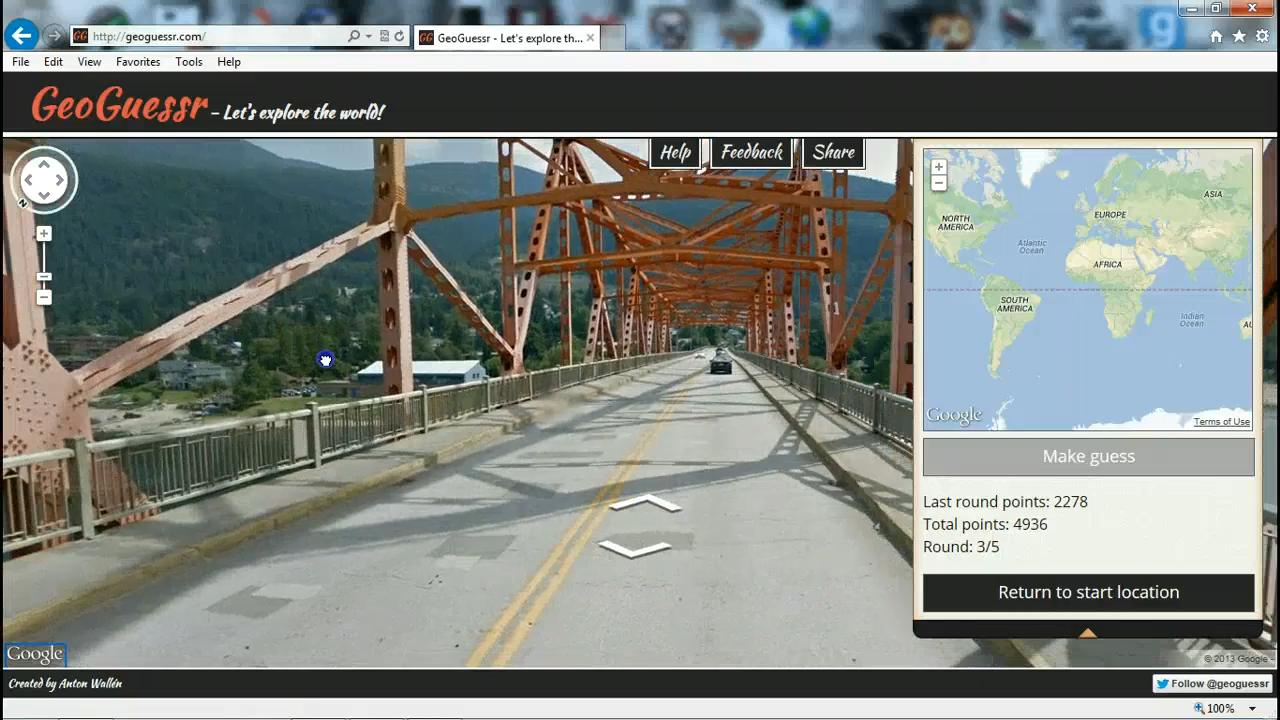 http://geoguessr.com/
GG GeoGuessr - Let's explore th...
File Edit View Favorites Tools Help
GeoGuessr - Let's explore the world!
Help Feedback Share
N
NORTH AMERICA
Atlantic Ocean
EUROPE
ASIA
AFRICA
SOUTH AMERICA
Indian Ocean
AU
Google
Terms of Use
Make guess
Last round points: 2278
Total points: 4936
Round: 3/5
Return to start location
Google
© 2013 Google -
Created by Anton Wallén
Follow @geoguessr
100%